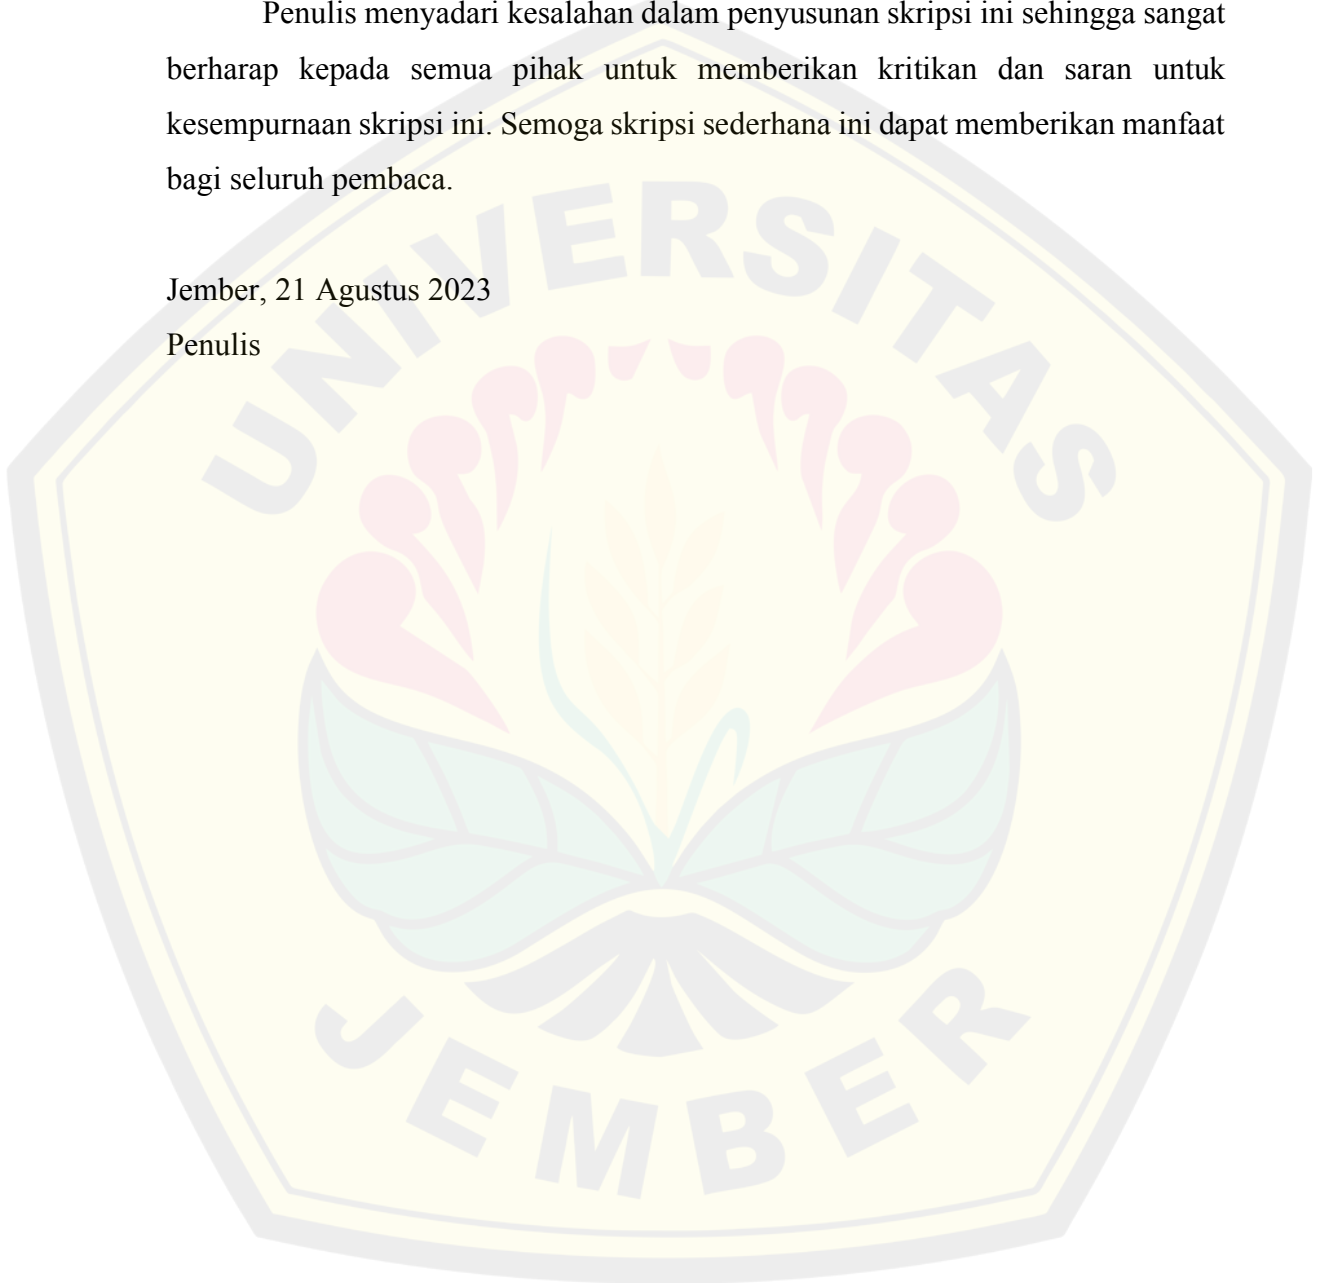 Penulis menyadari kesalahan dalam penyusunan skripsi ini sehingga sangat
berharap kepada semua pihak untuk memberikan kritikan dan saran untuk
kesempurnaan skripsi ini. Semoga skripsi sederhana ini dapat memberikan manfaat
bagi seluruh pembaca.
Jember, 21 Agustus 2023
Penulis
UNIVERSITAS
JEMBER